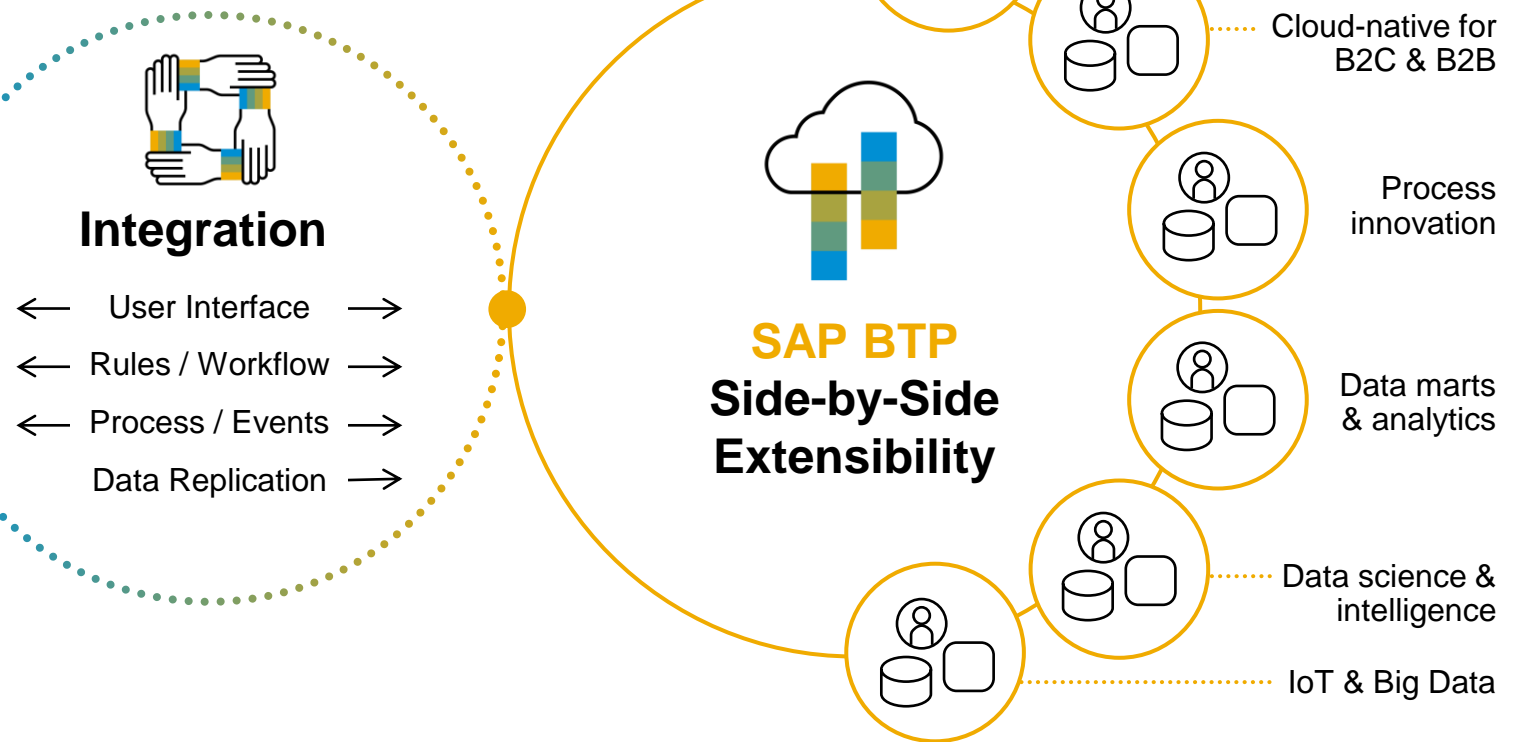 Integration
User Interface
Rules / Workflow
Process / Events
Data Replication
SAP BTP
Side-by-Side
Extensibility
Cloud-native for
B2C & B2B
Process
innovation
Data marts
& analytics
Data science &
intelligence
IoT & Big Data